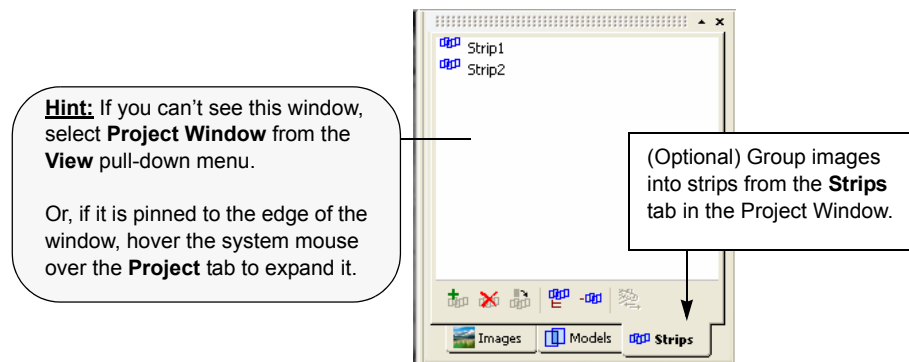 Strip1
Strip2
Hint: If you can't see this window,
select Project Window from the
View pull-down menu.
Or, if it is pinned to the edge of the
window, hover the system mouse
over the Project tab to expand it.
(Optional) Group images
into strips from the Strips
tab in the Project Window.
Images Models Strips